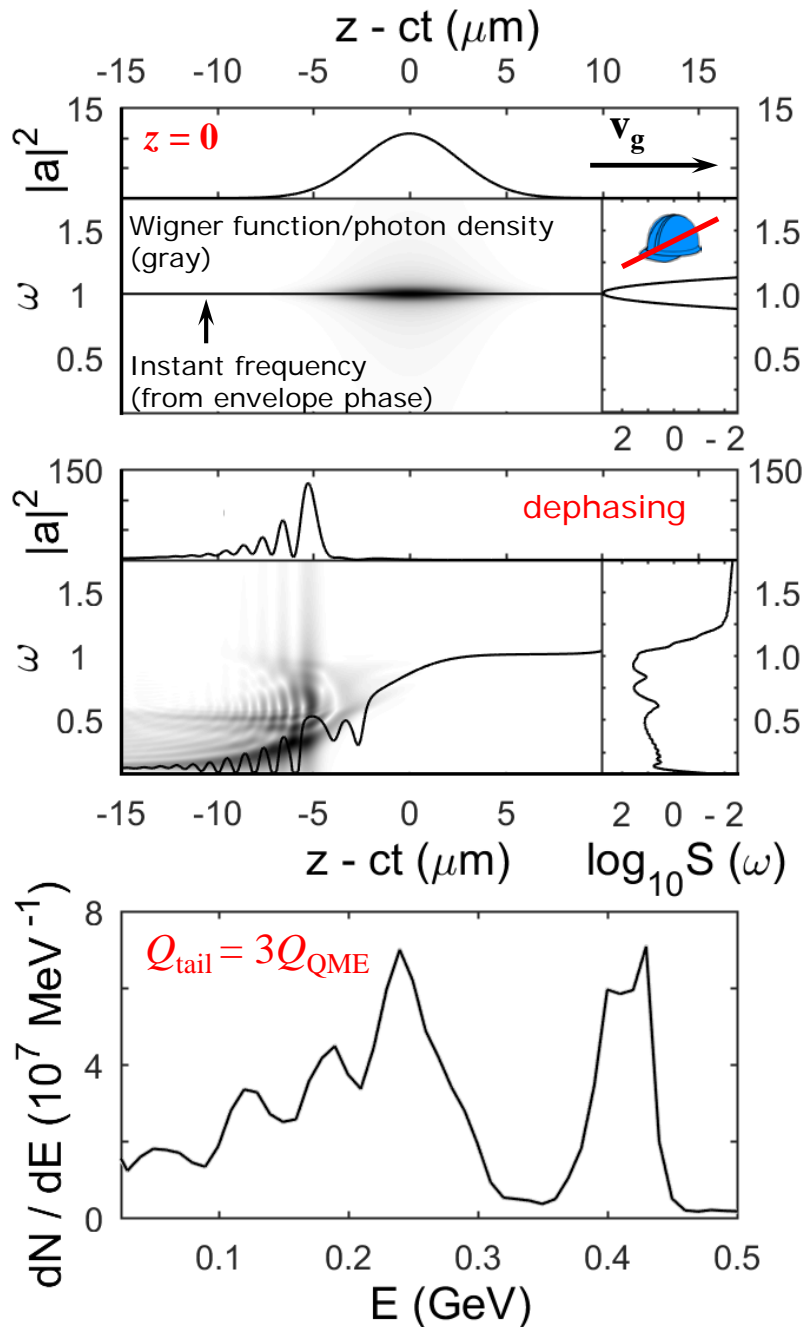 z - ct (μm)
-15 -10 -5 0 5 10 15
15 15
|a|²
z = 0
v_g
Wigner function/photon density
(gray)
1.5 1.5
ω
1 1.0
0.5 0.5
Instant frequency
(from envelope phase)
2 0 - 2
150 150
|a|²
dephasing
1.5 1.5
ω
1 1.0
0.5 0.5
-15 -10 -5 0 5 2 0 - 2
z - ct (μm) log₁₀S (ω)
8
Q_tail = 3Q_QME
dN / dE (10⁷ MeV⁻¹)
4
0
0.1 0.2 0.3 0.4 0.5
E (GeV)